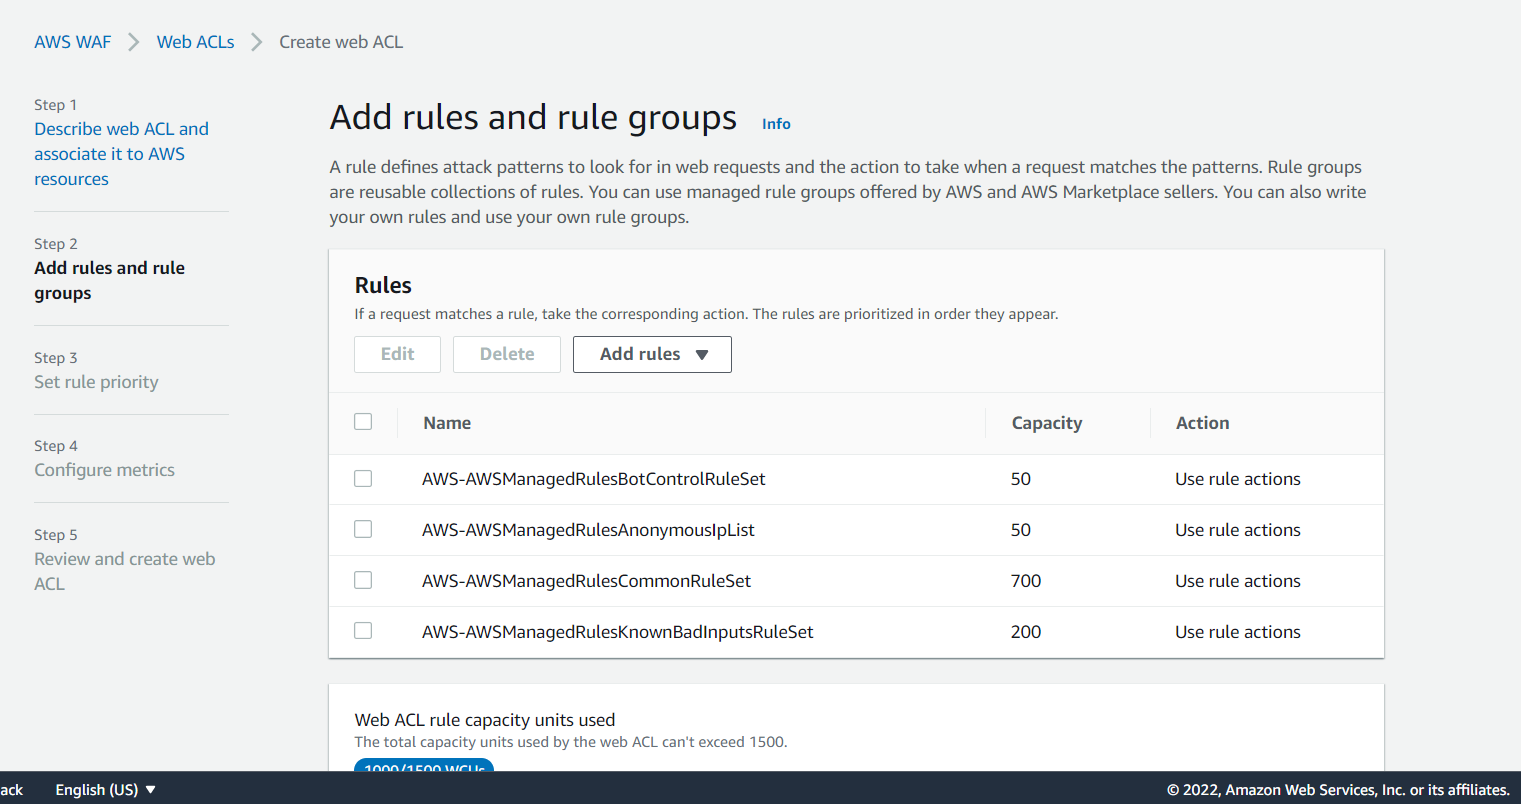 AWS WAF > Web ACLs > Create web ACL
Step 1
Describe web ACL and
associate it to AWS
resources
Step 2
Add rules and rule
groups
Step 3
Set rule priority
Step 4
Configure metrics
Step 5
Review and create web
ACL
Add rules and rule groups Info
A rule defines attack patterns to look for in web requests and the action to take when a request matches the patterns. Rule groups
are reusable collections of rules. You can use managed rule groups offered by AWS and AWS Marketplace sellers. You can also write
your own rules and use your own rule groups.
Rules
If a request matches a rule, take the corresponding action. The rules are prioritized in order they appear.
Edit Delete Add rules
Name Capacity Action
AWS-AWSManagedRulesBotControlRuleSet 50 Use rule actions
AWS-AWSManagedRulesAnonymousIpList 50 Use rule actions
AWS-AWSManagedRulesCommonRuleSet 700 Use rule actions
AWS-AWSManagedRulesKnownBadInputsRuleSet 200 Use rule actions
Web ACL rule capacity units used
The total capacity units used by the web ACL can't exceed 1500.
1000/1500 WCUs
ack English (US) © 2022, Amazon Web Services, Inc. or its affiliates.